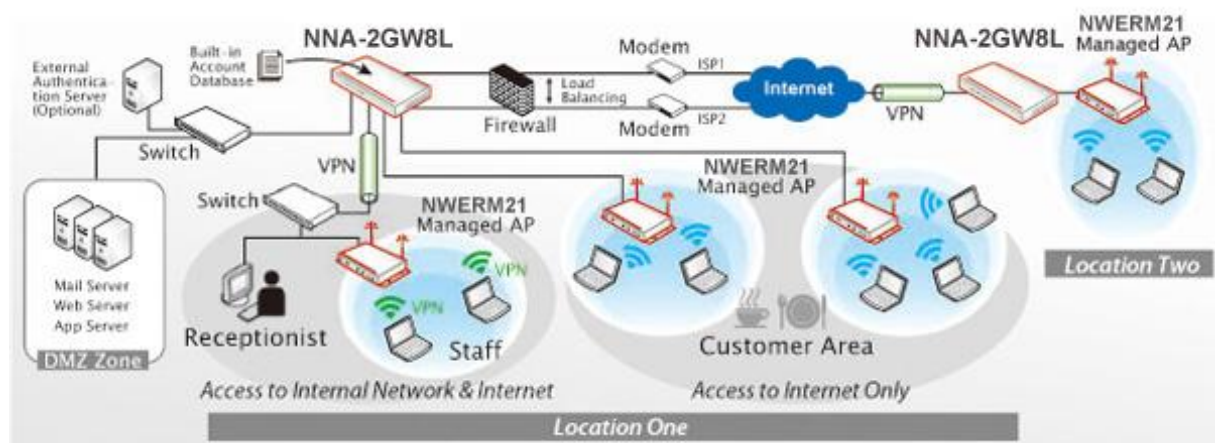 NNA-2GW8L
NNA-2GW8L
NWERM21
Managed AP
External
Authentica-
tion Server
(Optional)
Built-in
Account
Database
Modem
ISP1
Load
Balancing
Firewall
Modem
ISP2
Internet
VPN
Switch
VPN
Switch
NWERM21
Managed AP
NWERM21
Managed AP
Mail Server
Web Server
App Server
DMZ Zone
VPN
VPN
Receptionist
Staff
Customer Area
Location Two
Access to Internal Network & Internet
Access to Internet Only
Location One